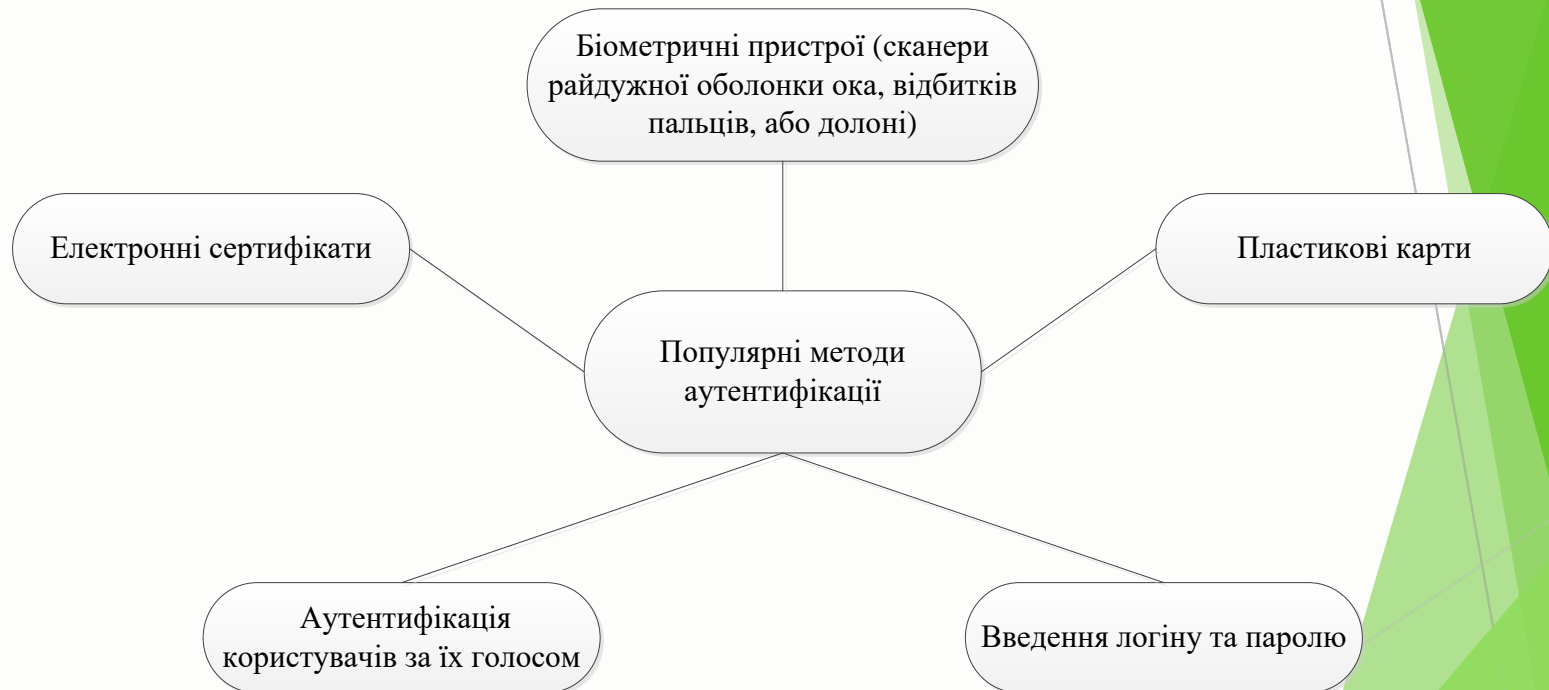 Біометричні пристрої (сканери
райдужної оболонки ока, відбитків
пальців, або долоні)
Електронні сертифікати
Пластикові карти
Популярні методи
аутентифікації
Аутентифікація
користувачів за їх голосом
Введення логіну та паролю